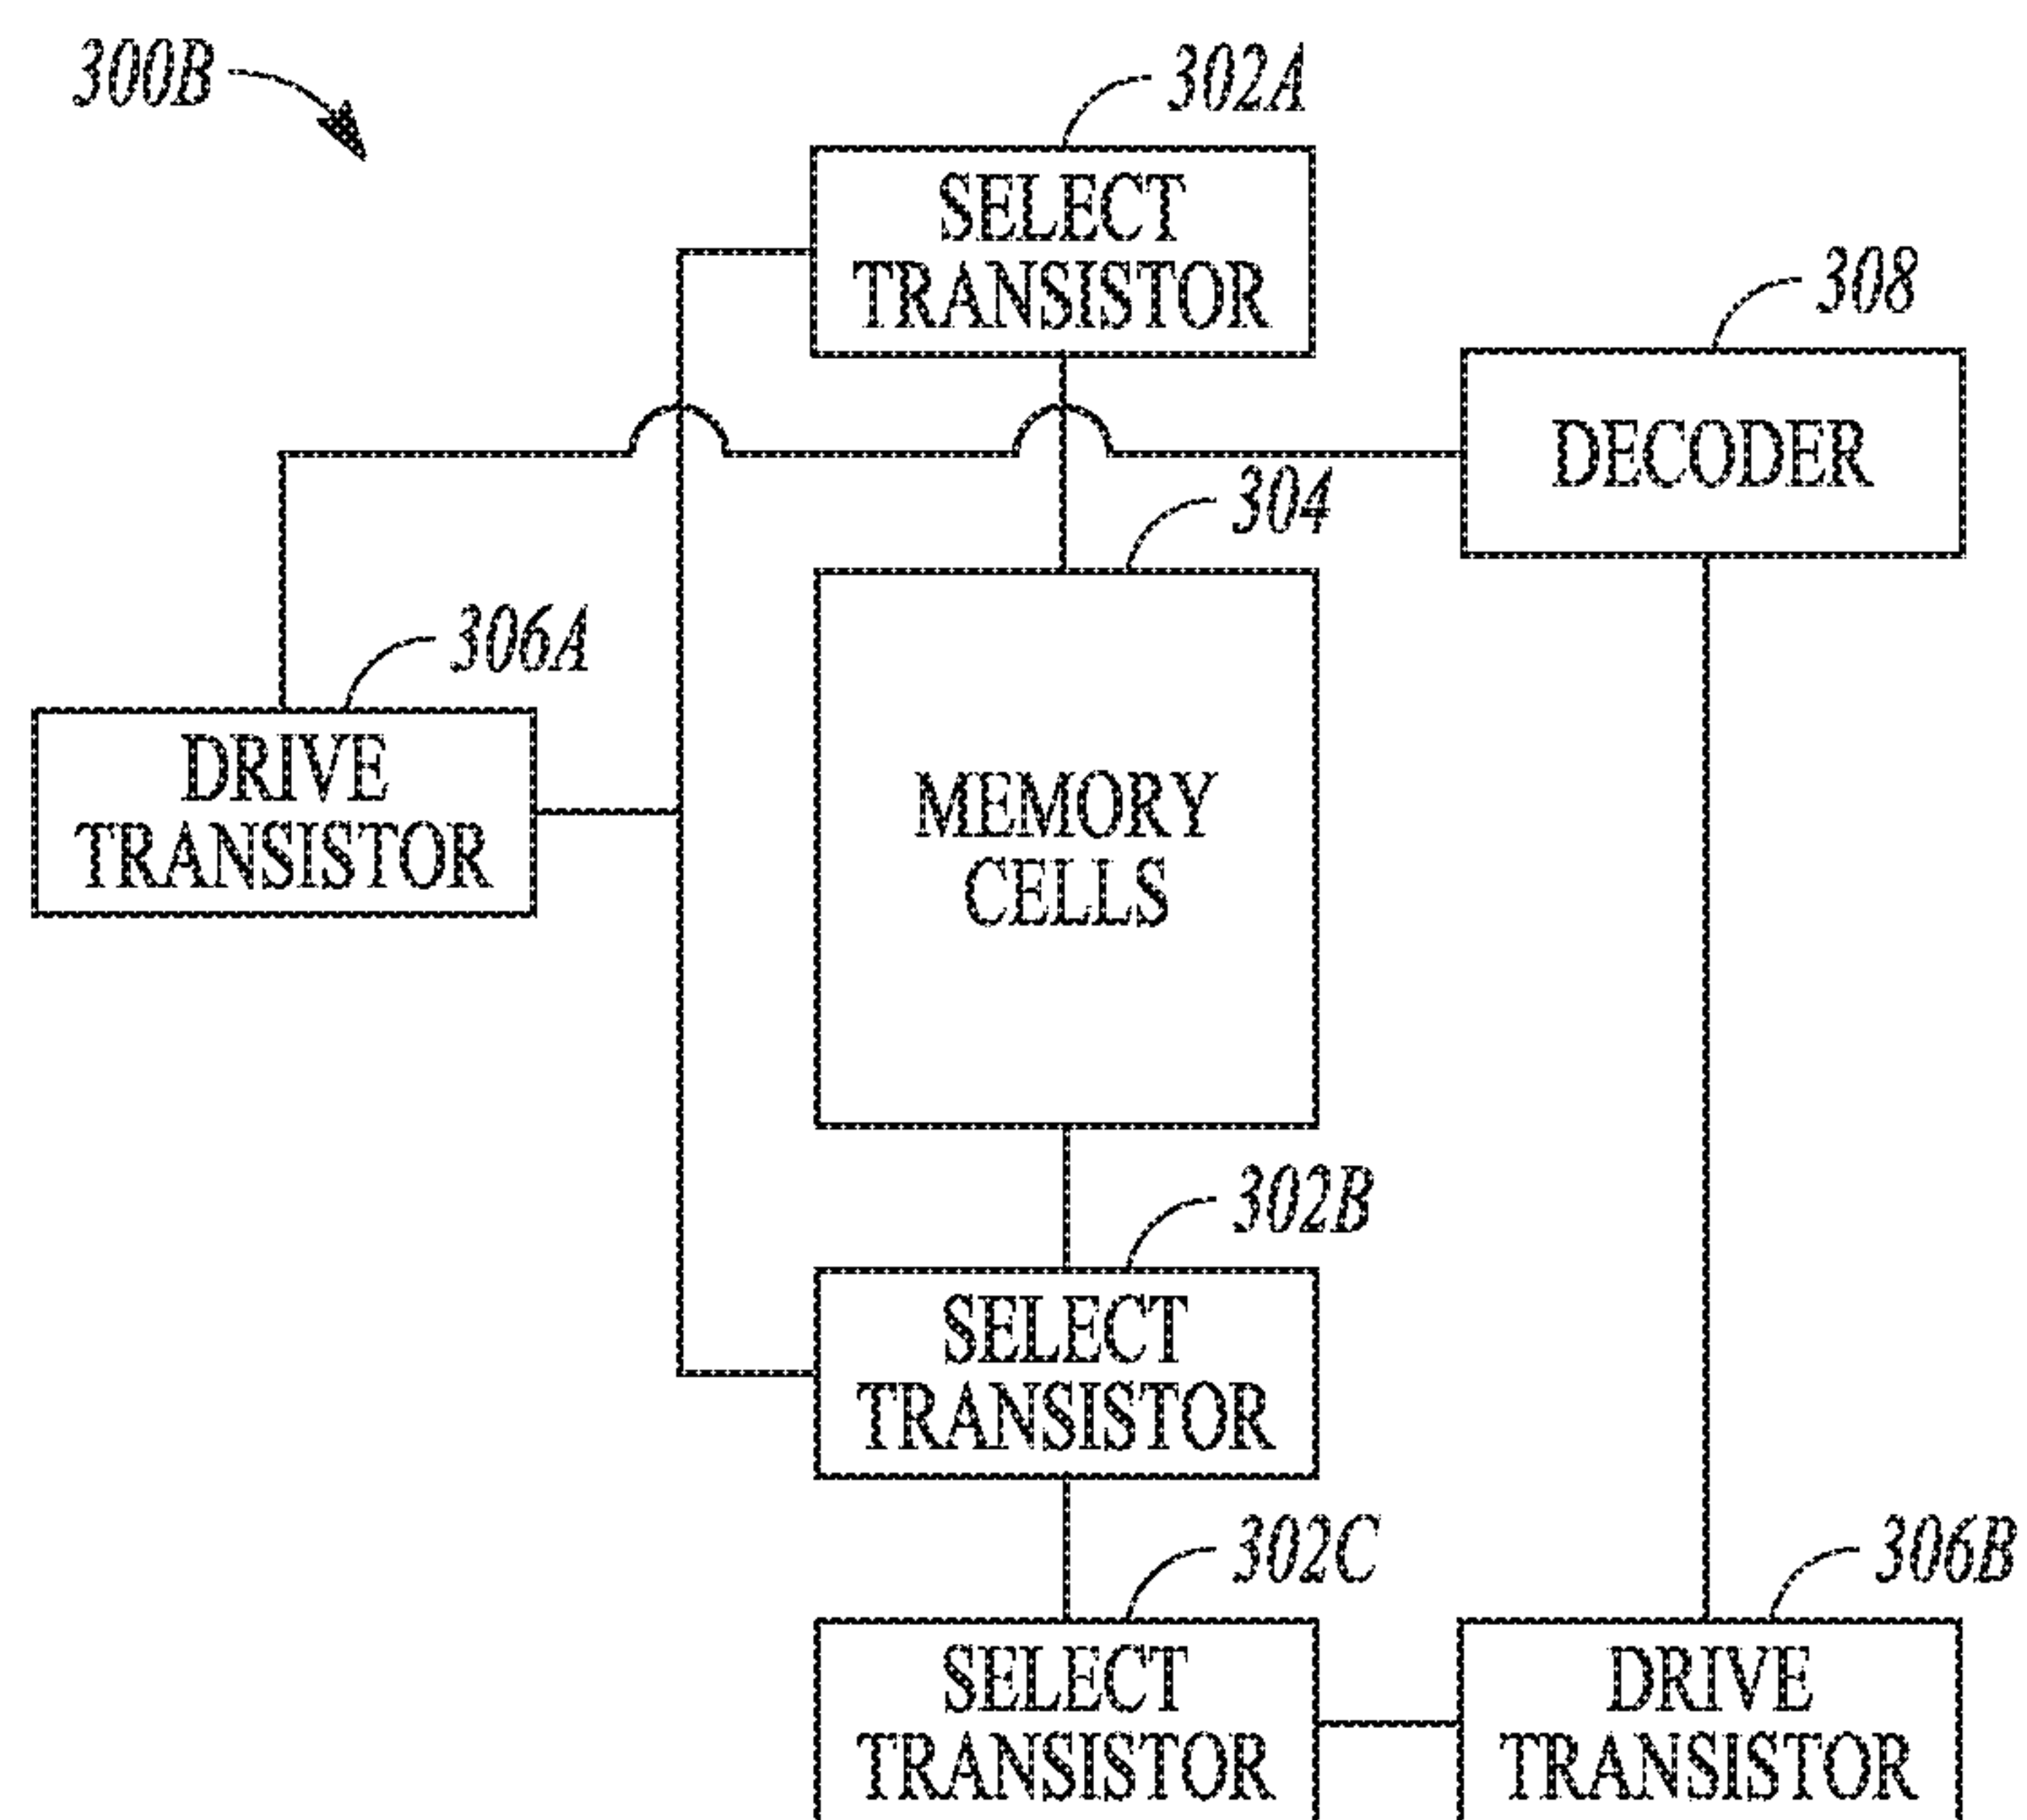 300B
302A
SELECT
TRANSISTOR
308
DECODER
304
306A
DRIVE
TRANSISTOR
MEMORY
CELLS
302B
SELECT
TRANSISTOR
302C
306B
SELECT
TRANSISTOR
DRIVE
TRANSISTOR